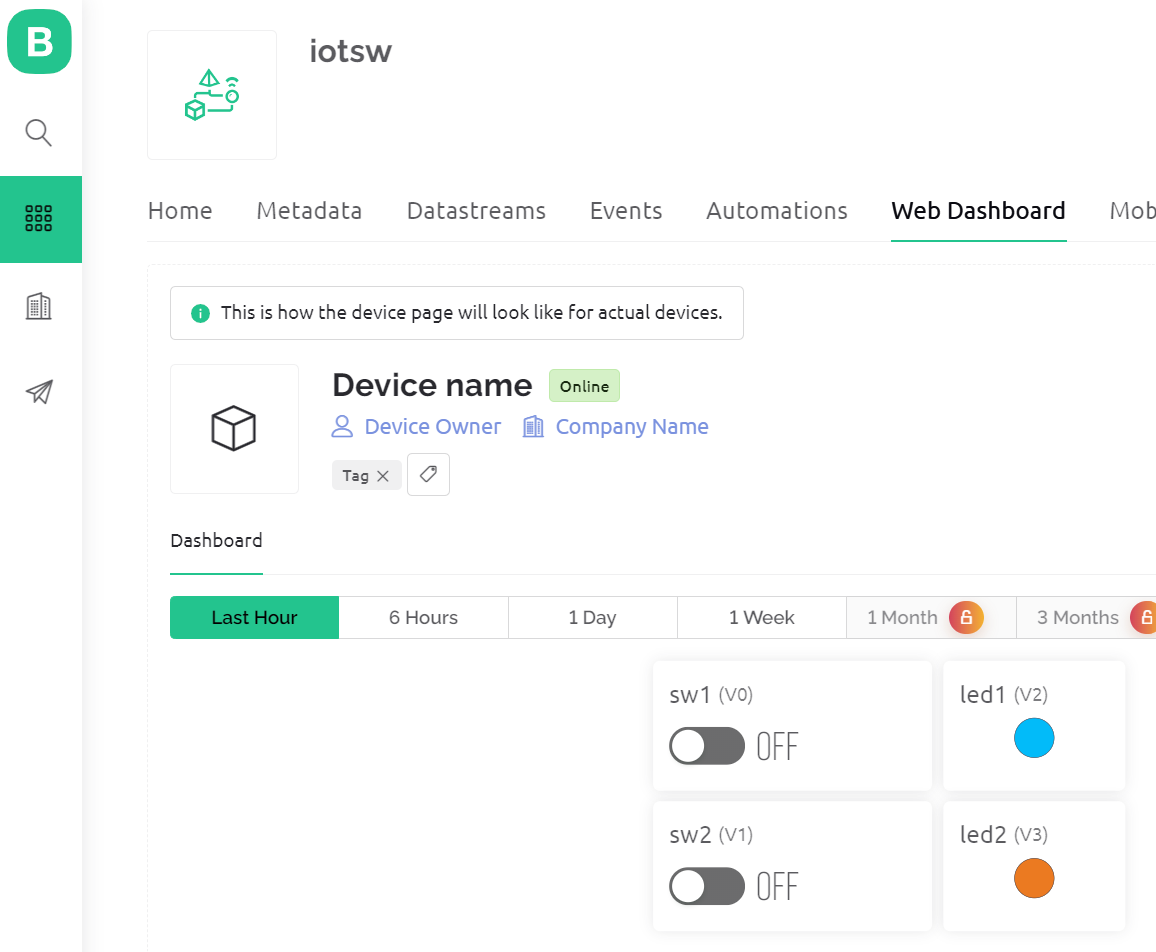 B
iotsw
Home Metadata Datastreams Events Automations Web Dashboard Mob
This is how the device page will look like for actual devices.
Device name Online
Device Owner Company Name
Tag
Dashboard
Last Hour 6 Hours 1 Day 1 Week 1 Month 3 Months
sw1 (V0) led1 (V2)
OFF
sw2 (V1) led2 (V3)
OFF